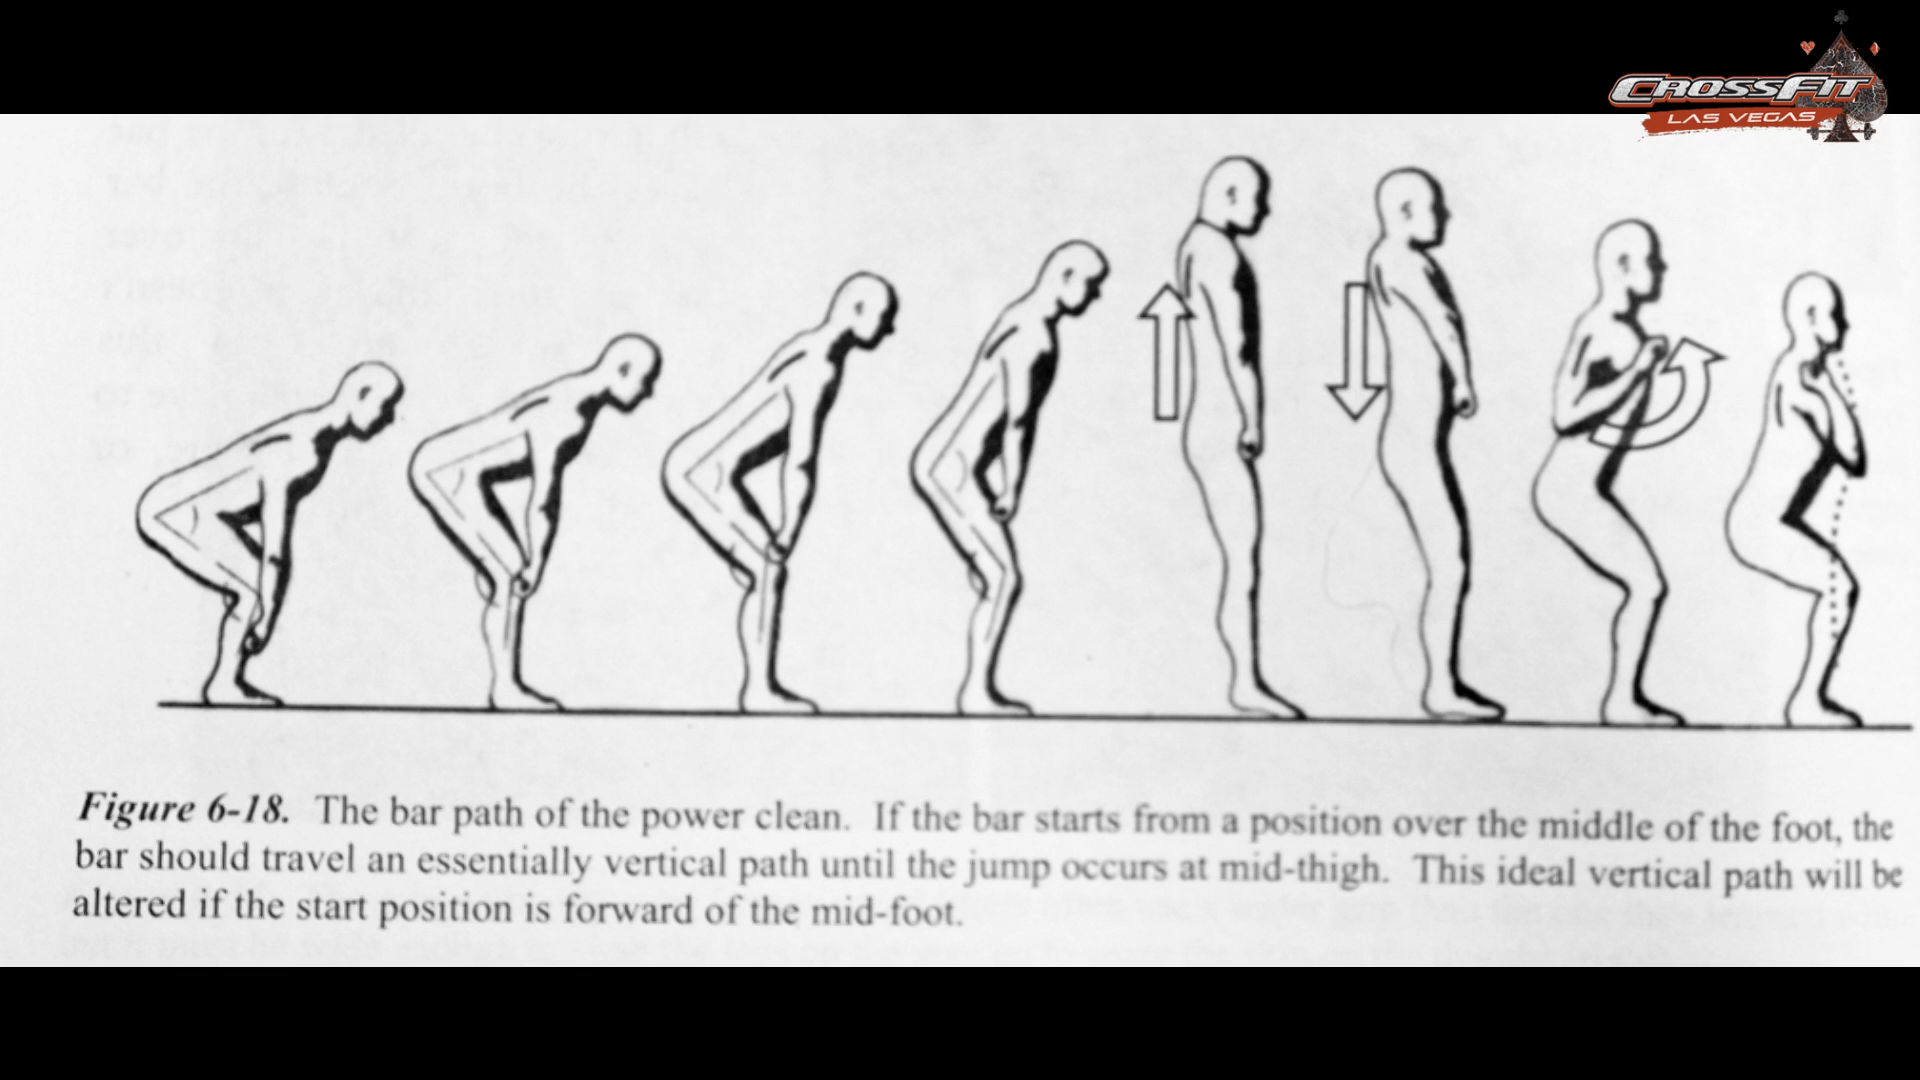 CROSSFIT
LAS VEGAS
Figure 6-18. The bar path of the power clean. If the bar starts from a position over the middle of the foot, the
bar should travel an essentially vertical path until the jump occurs at mid-thigh. This ideal vertical path will be
altered if the start position is forward of the mid-foot.